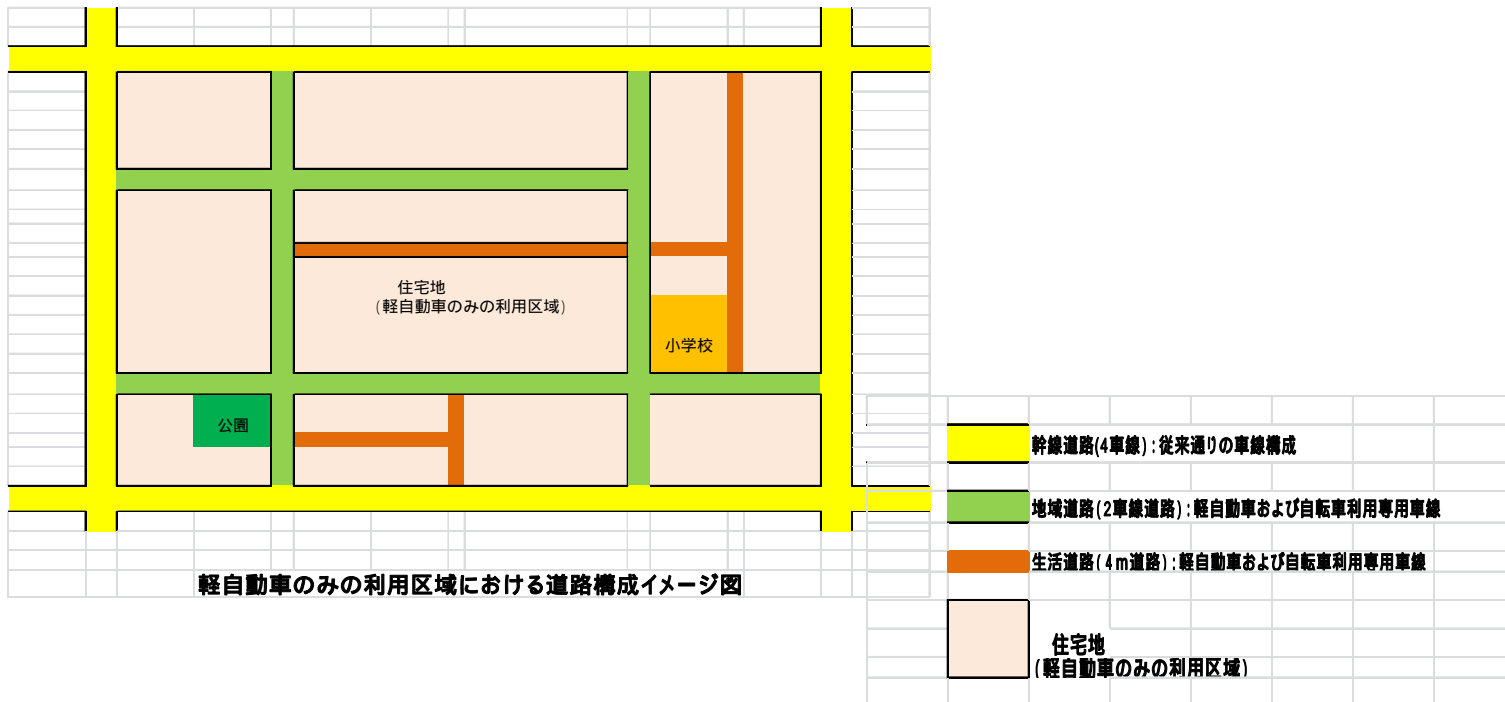 住宅地
(軽自動車のみの利用区域)
小学校
公園
軽自動車のみの利用区域における道路構成イメージ図
幹線道路(4車線):従来通りの車線構成
地域道路(2車線道路):軽自動車および自転車利用専用車線
生活道路(4m道路):軽自動車および自転車利用専用車線
住宅地
(軽自動車のみの利用区域)